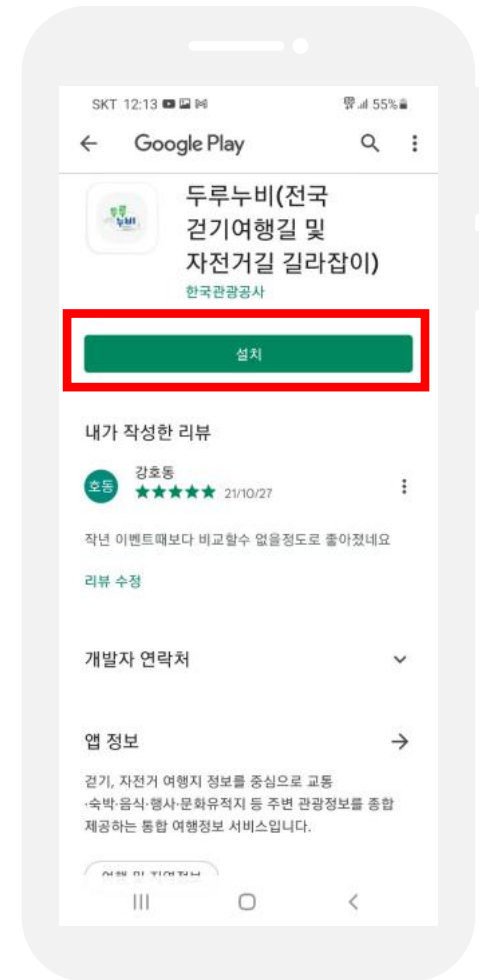 SKT 12:13 55%
Google Play
두루누비(전국
두루
누비
걷기여행길 및
자전거길 길라잡이)
한국관광공사
설치
내가 작성한 리뷰
호동
강호동
★★★★★ 21/10/27
작년 이벤트때보다 비교할수 없을정도로 좋아졌네요
리뷰 수정
개발자 연락처
앱 정보
걷기, 자전거 여행지 정보를 중심으로 교통
·숙박·음식·행사·문화유적지 등 주변 관광정보를 종합
제공하는 통합 여행정보 서비스입니다.